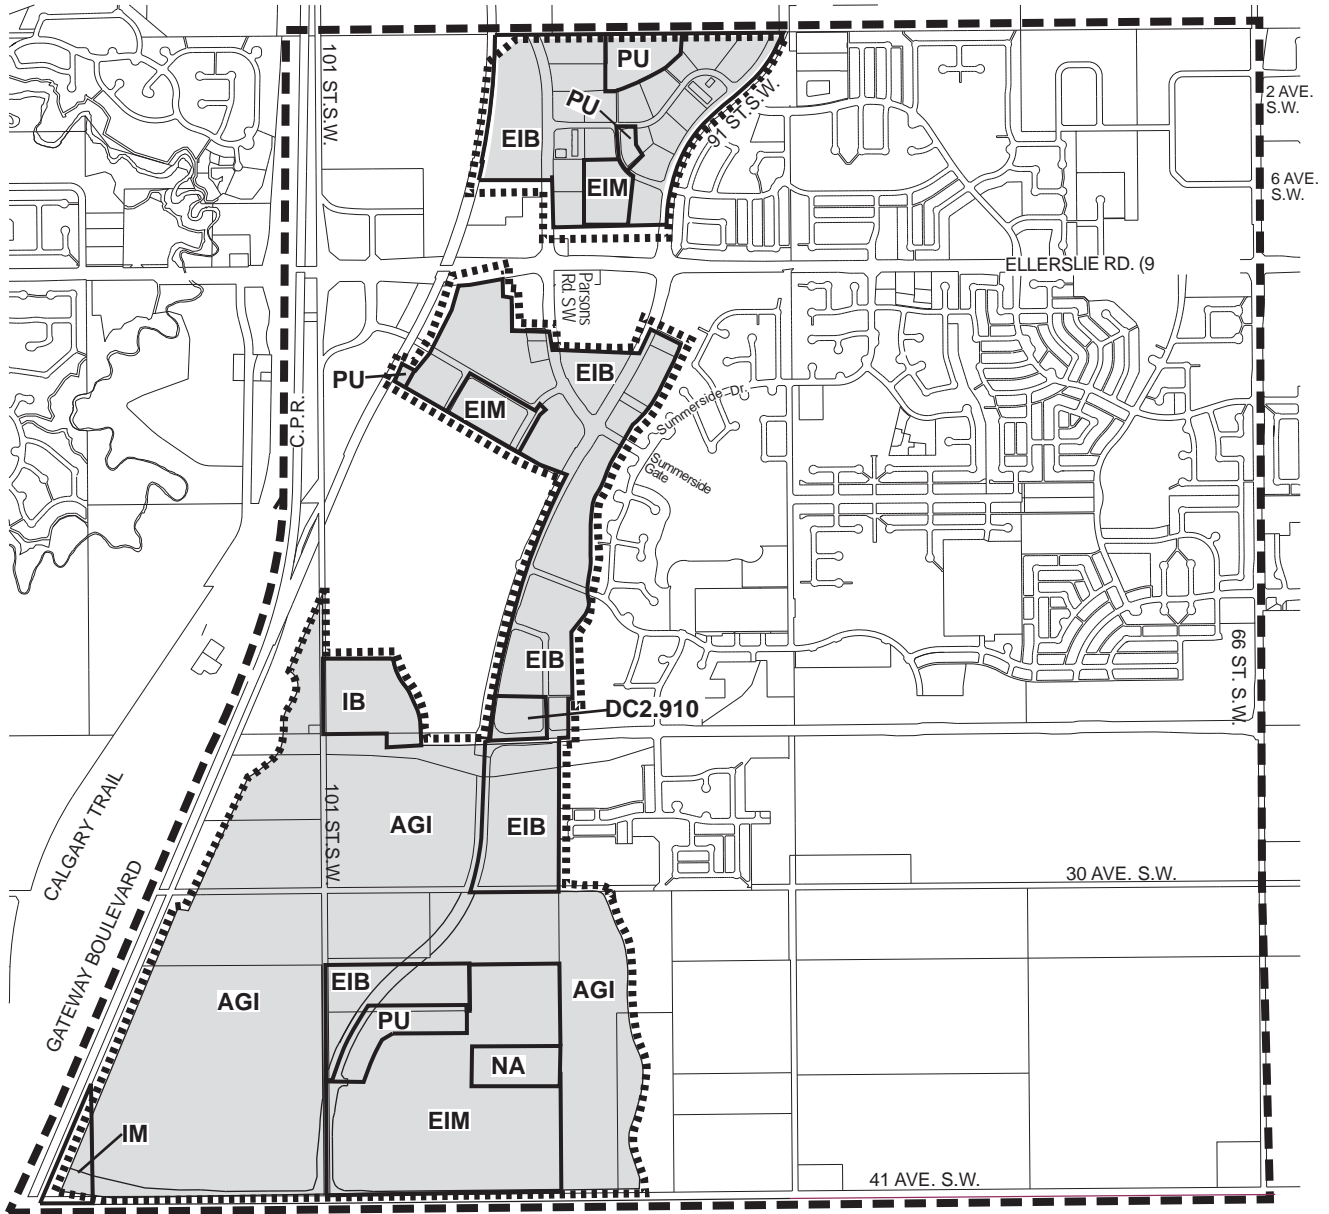 101 ST.S.W.
PU
PU
EIB
EIM
91 ST.S.W.
2 AVE.
S.W.
6 AVE.
S.W.
ELLERSLIE RD. (9
Parsons
Rd. SW
PU
EIB
EIM
C.P.R.
Summerside Dr.
Summerside
Gate
66 ST. S.W.
EIB
IB
DC2.910
101 ST.S.W
AGI
EIB
CALGARY TRAIL
GATEWAY BOULEVARD
30 AVE. S.W.
EIB
AGI
AGI
PU
NA
EIM
IM
41 AVE. S.W.